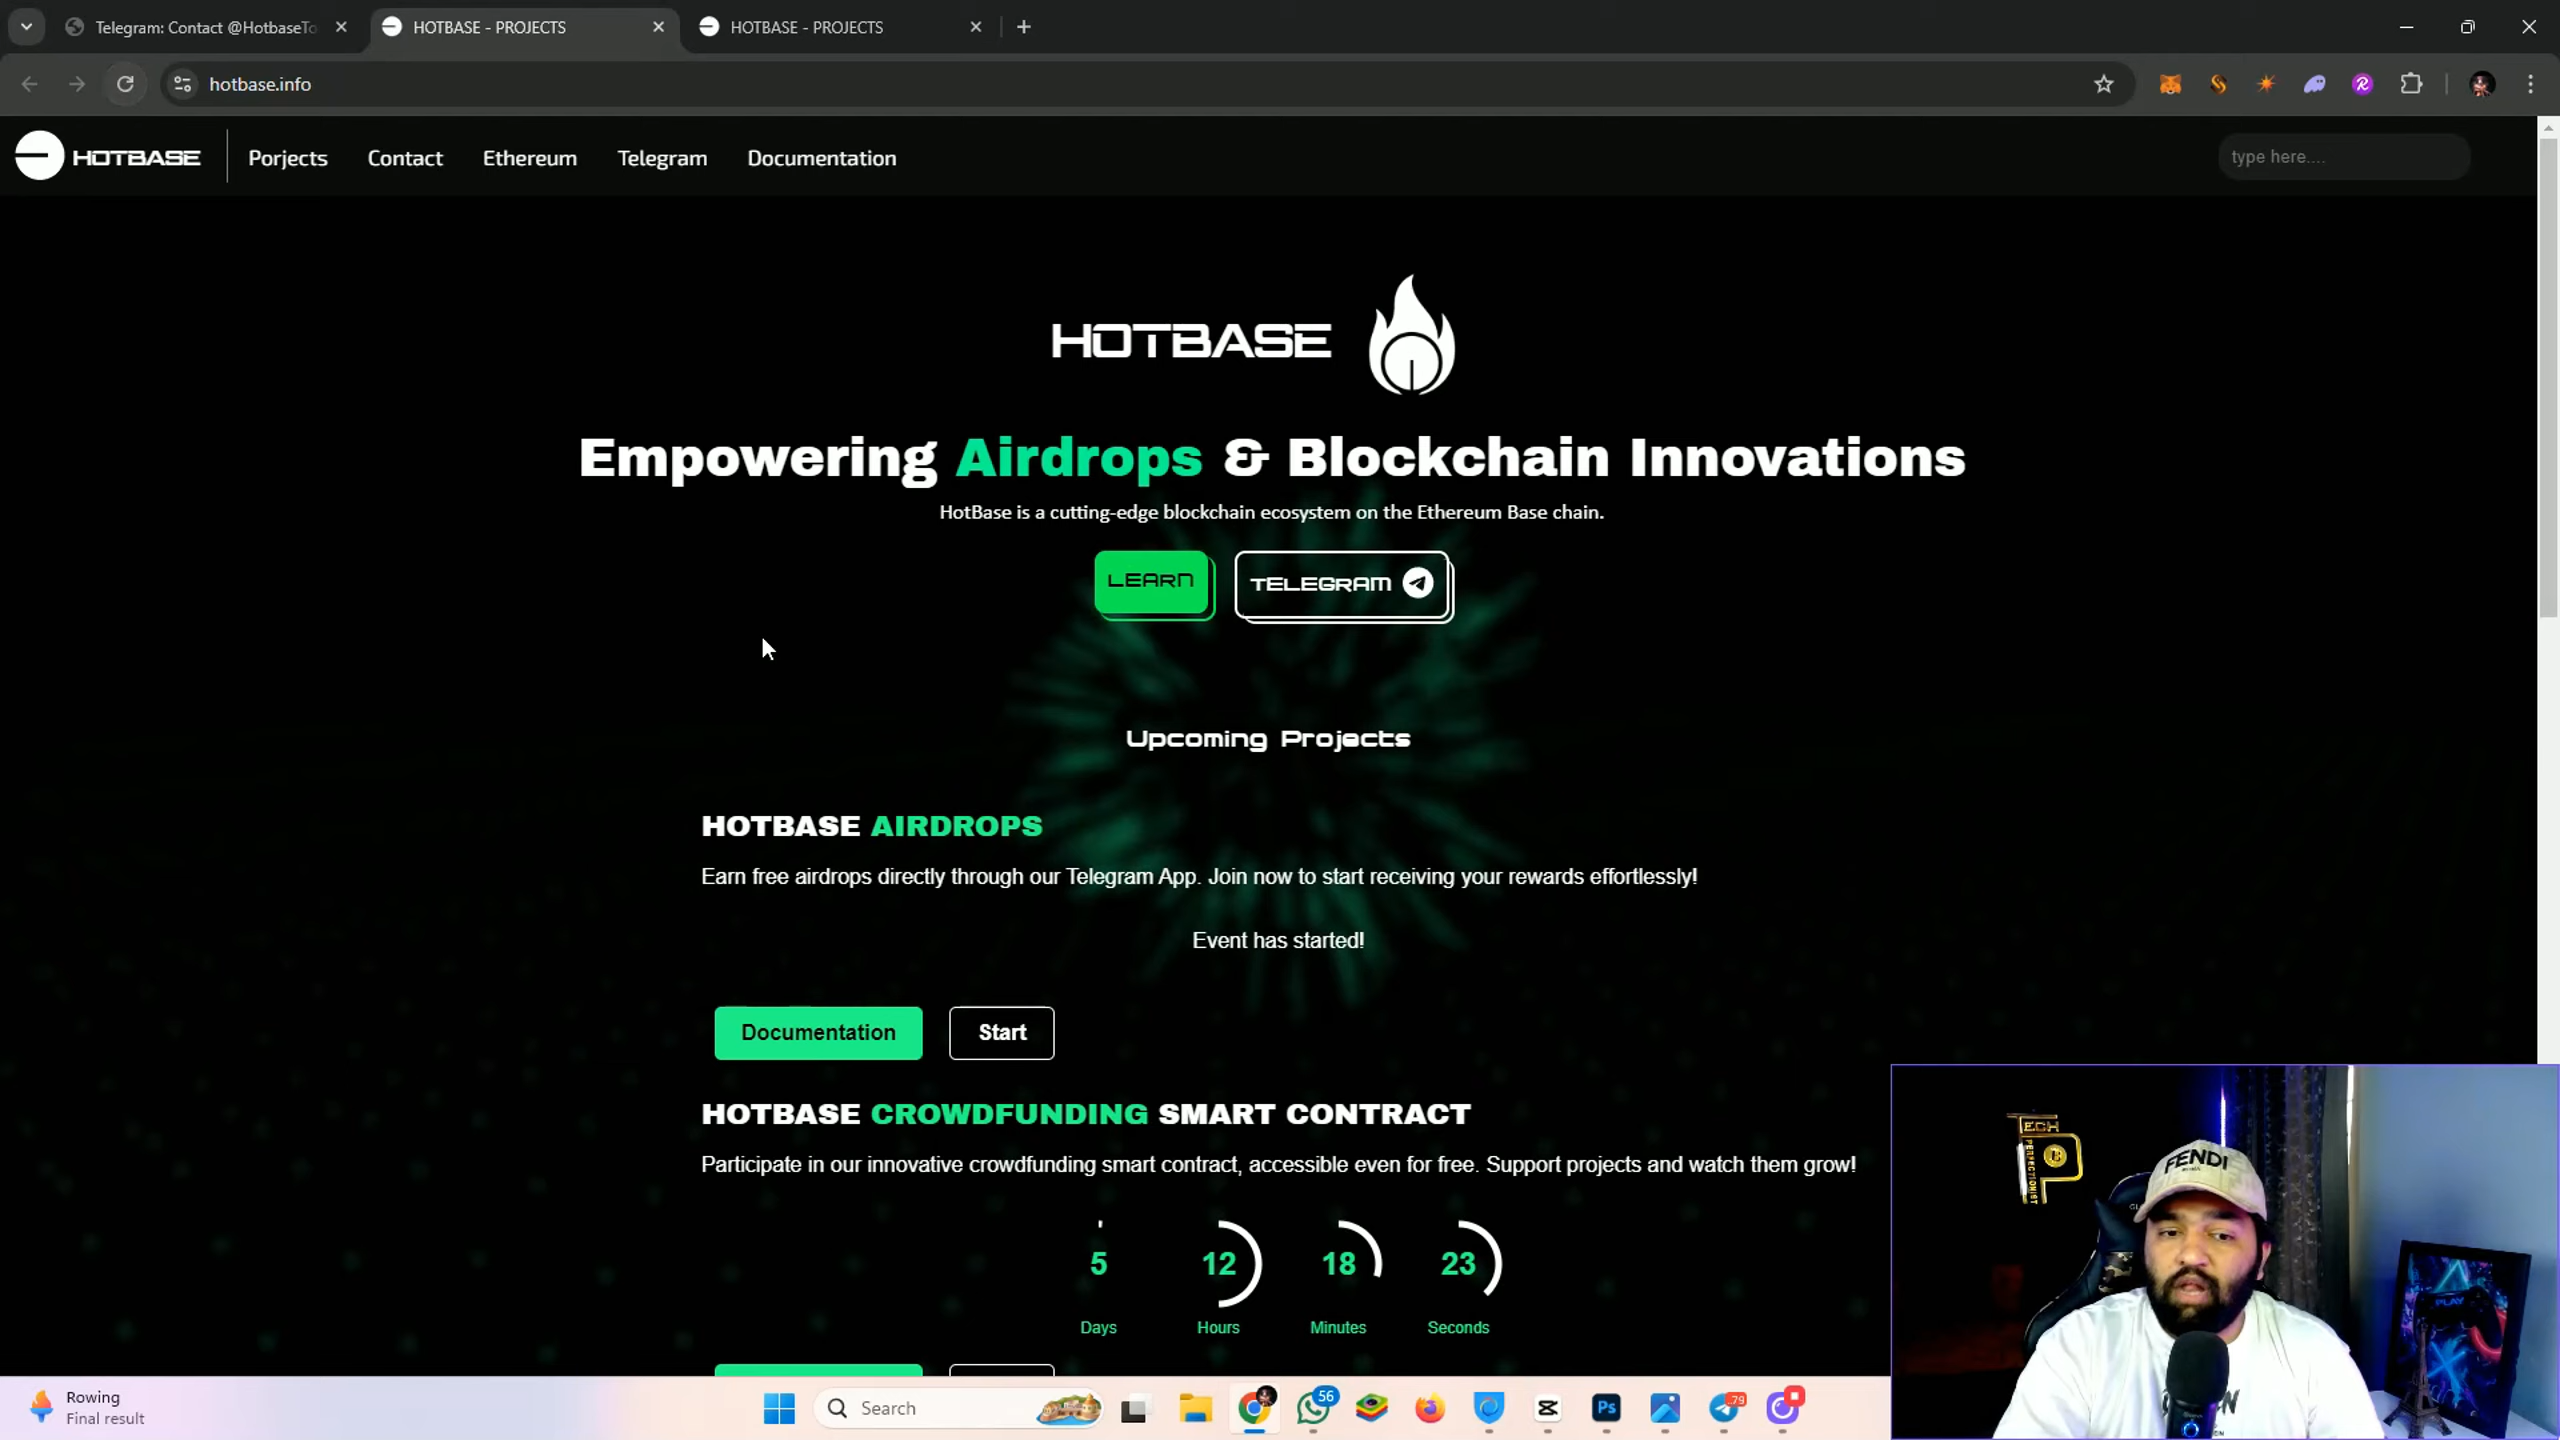 Telegram: Contact @HotbaseTo
HOTBASE - PROJECTS
HOTBASE - PROJECTS
hotbase.info
HOTBASE
Porjects
Contact
Ethereum
Telegram
Documentation
type here....
HOTBASE
Empowering Airdrops & Blockchain Innovations
HotBase is a cutting-edge blockchain ecosystem on the Ethereum Base chain.
LEARN
TELEGRAM
Upcoming Projects
HOTBASE AIRDROPS
Earn free airdrops directly through our Telegram App. Join now to start receiving your rewards effortlessly!
Event has started!
Documentation
Start
HOTBASE CROWDFUNDING SMART CONTRACT
Participate in our innovative crowdfunding smart contract, accessible even for free. Support projects and watch them grow!
5 12 18 23
Days Hours Minutes Seconds
TECH
PERFECTIONIST
FENDI
PLAY
Rowing
Final result
Search
56
Ps
79